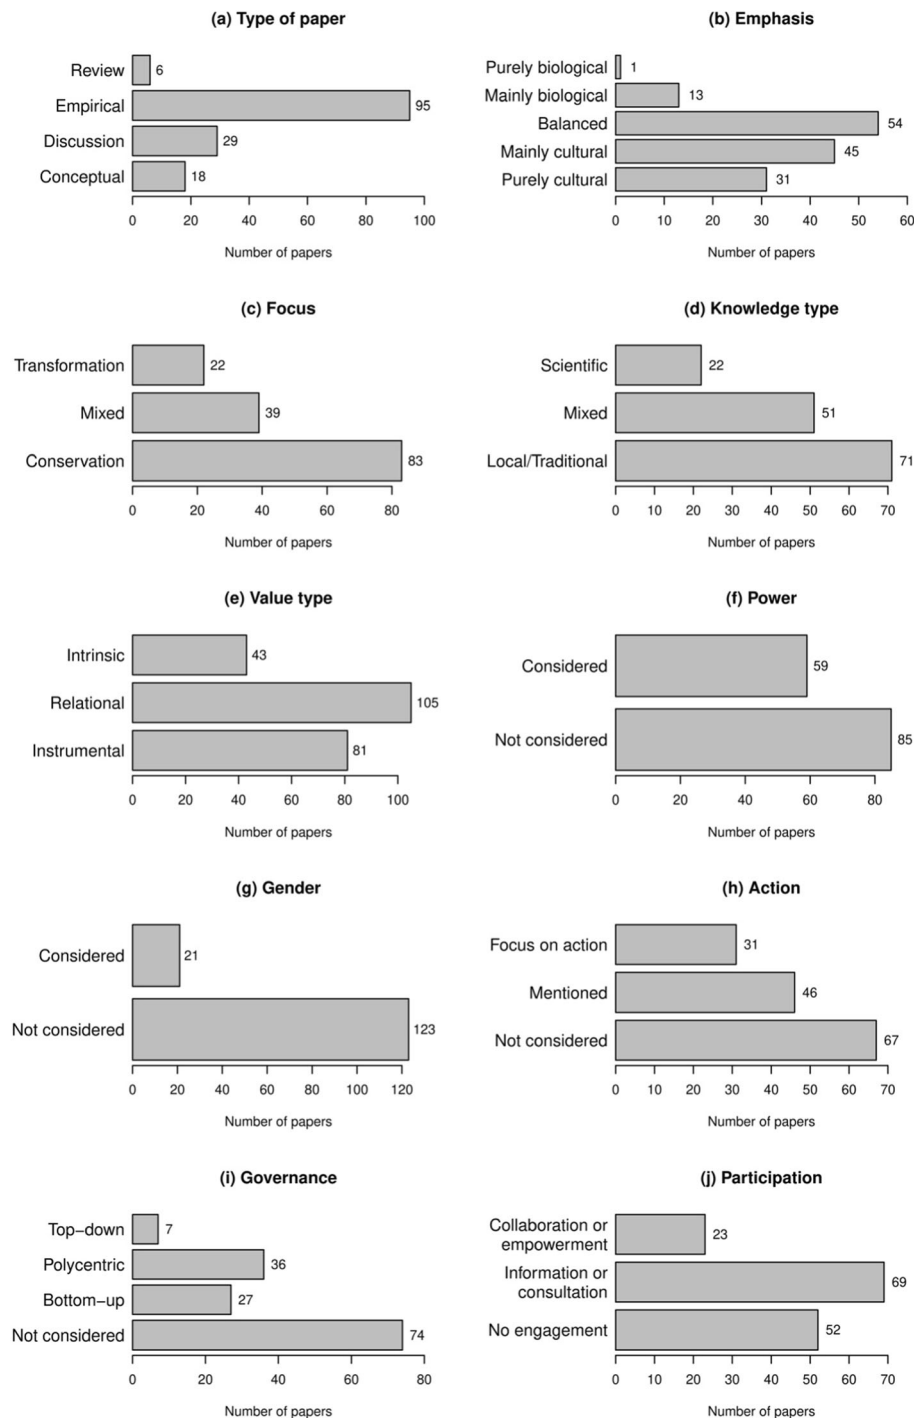 (a) Type of paper
Review 6
Empirical 95
Discussion 29
Conceptual 18
0 20 40 60 80 100
Number of papers
(b) Emphasis
Purely biological 1
Mainly biological 13
Balanced 54
Mainly cultural 45
Purely cultural 31
0 10 20 30 40 50 60
Number of papers
(c) Focus
Transformation 22
Mixed 39
Conservation 83
0 20 40 60 80
Number of papers
(d) Knowledge type
Scientific 22
Mixed 51
Local/Traditional 71
0 10 20 30 40 50 60 70
Number of papers
(e) Value type
Intrinsic 43
Relational 105
Instrumental 81
0 20 40 60 80 100
Number of papers
(f) Power
Considered 59
Not considered 85
0 20 40 60 80
Number of papers
(g) Gender
Considered 21
Not considered 123
0 20 40 60 80 100 120
Number of papers
(h) Action
Focus on action 31
Mentioned 46
Not considered 67
0 10 20 30 40 50 60 70
Number of papers
(i) Governance
Top−down 7
Polycentric 36
Bottom−up 27
Not considered 74
0 20 40 60 80
Number of papers
(j) Participation
Collaboration or
empowerment 23
Information or
consultation 69
No engagement 52
0 10 20 30 40 50 60 70
Number of papers